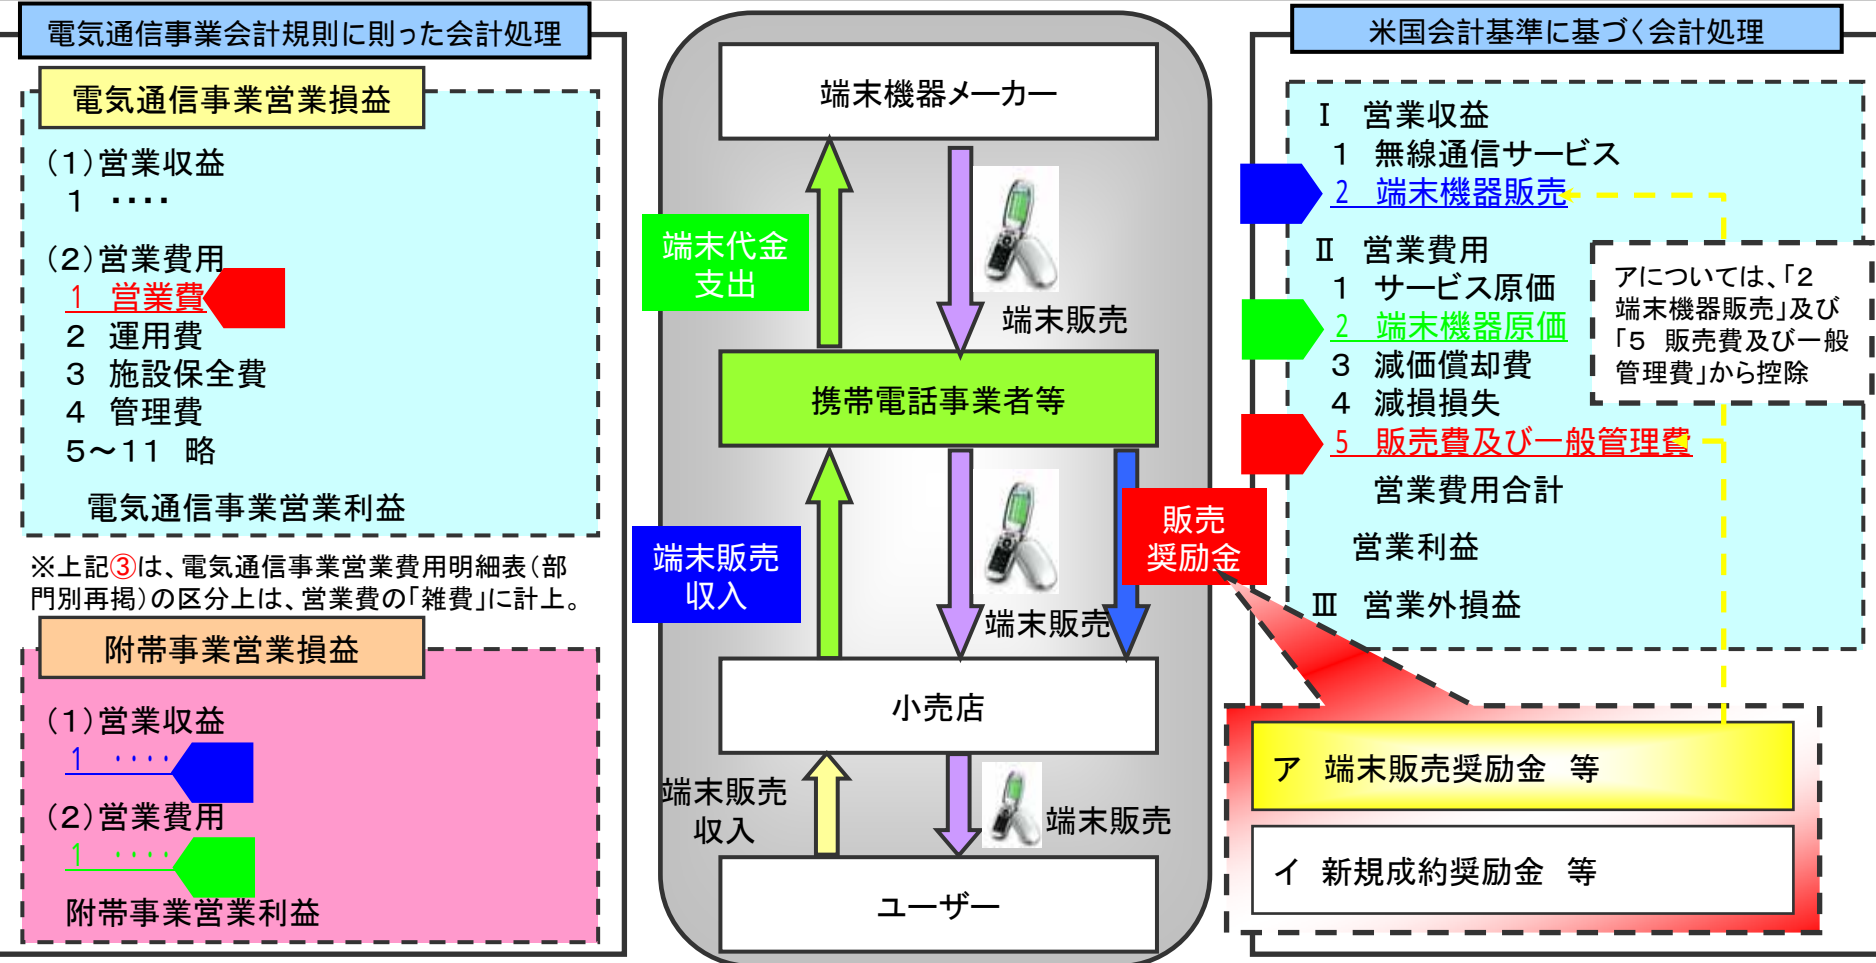 電気通信事業会計規則に則った会計処理
電気通信事業営業損益
(1)営業収益
1 ‥‥
(2)営業費用
1 営業費
2 運用費
3 施設保全費
4 管理費
5〜11 略
電気通信事業営業利益
※上記③は、電気通信事業営業費用明細表(部
門別再掲)の区分上は、営業費の「雑費」に計上。
附帯事業営業損益
(1)営業収益
1 ‥‥
(2)営業費用
1 ‥‥
附帯事業営業利益
端末機器メーカー
端末代金
支出
端末販売
携帯電話事業者等
端末販売
収入
端末販売
販売
奨励金
小売店
端末販売
収入
端末販売
ユーザー
米国会計基準に基づく会計処理
Ⅰ 営業収益
1 無線通信サービス
2 端末機器販売
Ⅱ 営業費用
1 サービス原価
2 端末機器原価
3 減価償却費
4 減損損失
5 販売費及び一般管理費
営業費用合計
営業利益
Ⅲ 営業外損益
アについては、「2
端末機器販売」及び
「5 販売費及び一般
管理費」から控除
ア 端末販売奨励金 等
イ 新規成約奨励金 等